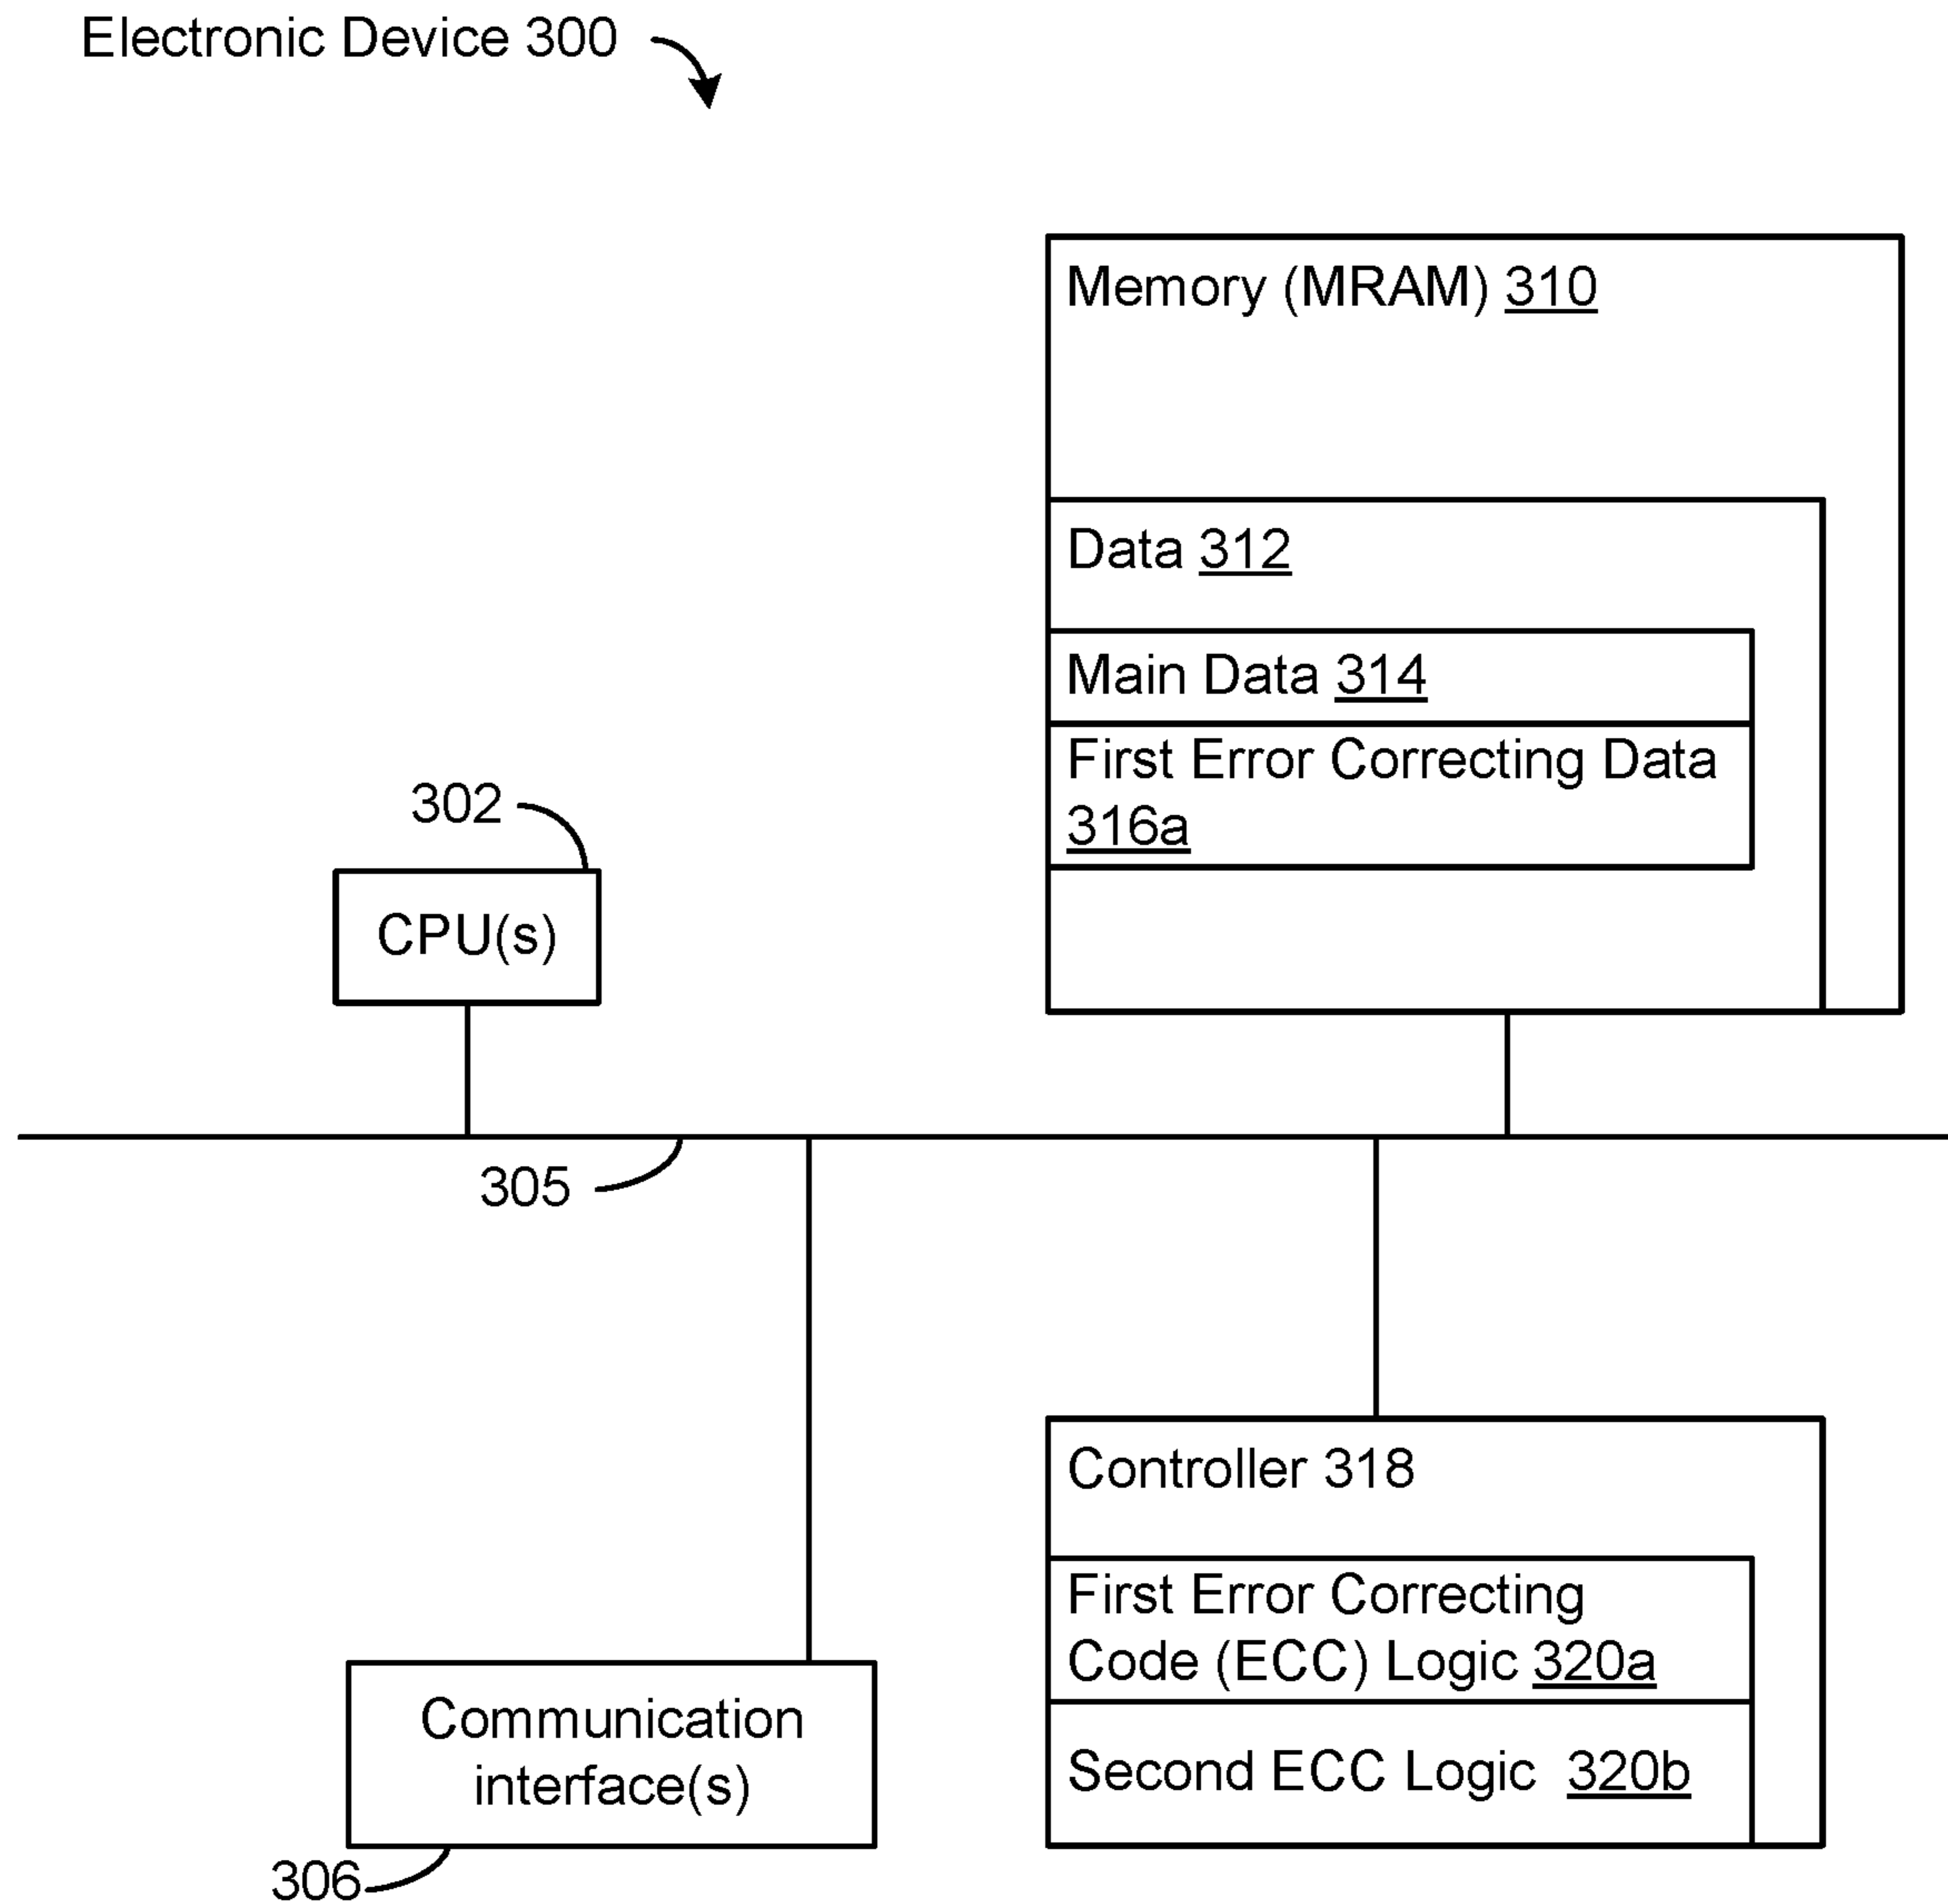 Electronic Device 300
Memory (MRAM) 310
Data 312
Main Data 314
First Error Correcting Data
316a
302
CPU(s)
305
Controller 318
First Error Correcting
Code (ECC) Logic 320a
Second ECC Logic 320b
Communication
interface(s)
306